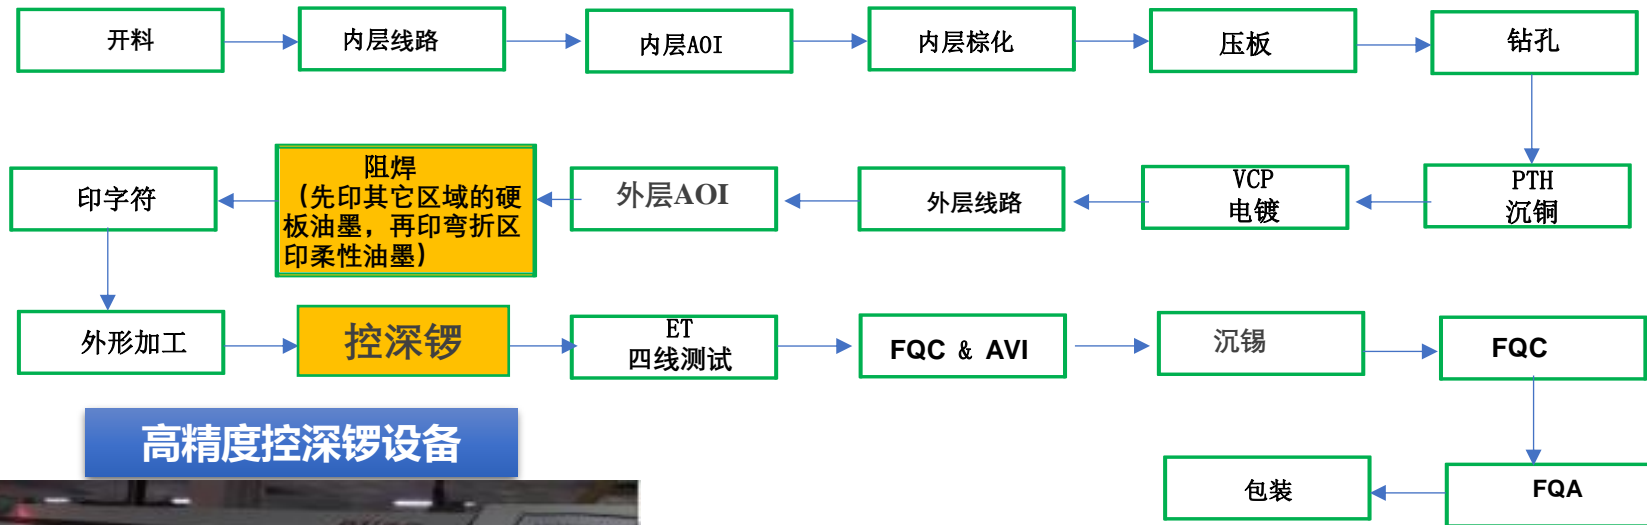 开料
内层线路
内层AOI
内层棕化
压板
钻孔
PTH
沉铜
VCP
电镀
外层线路
外层AOI
阻焊
（先印其它区域的硬
板油墨，再印弯折区
印柔性油墨）
印字符
外形加工
控深锣
ET
四线测试
FQC & AVI
沉锡
FQC
FQA
包装
高精度控深锣设备